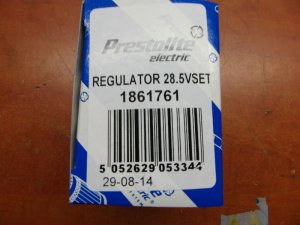 Prestolite
electric
REGULATOR 28.5VSET
1861761
5 052629 053344
29-08-14